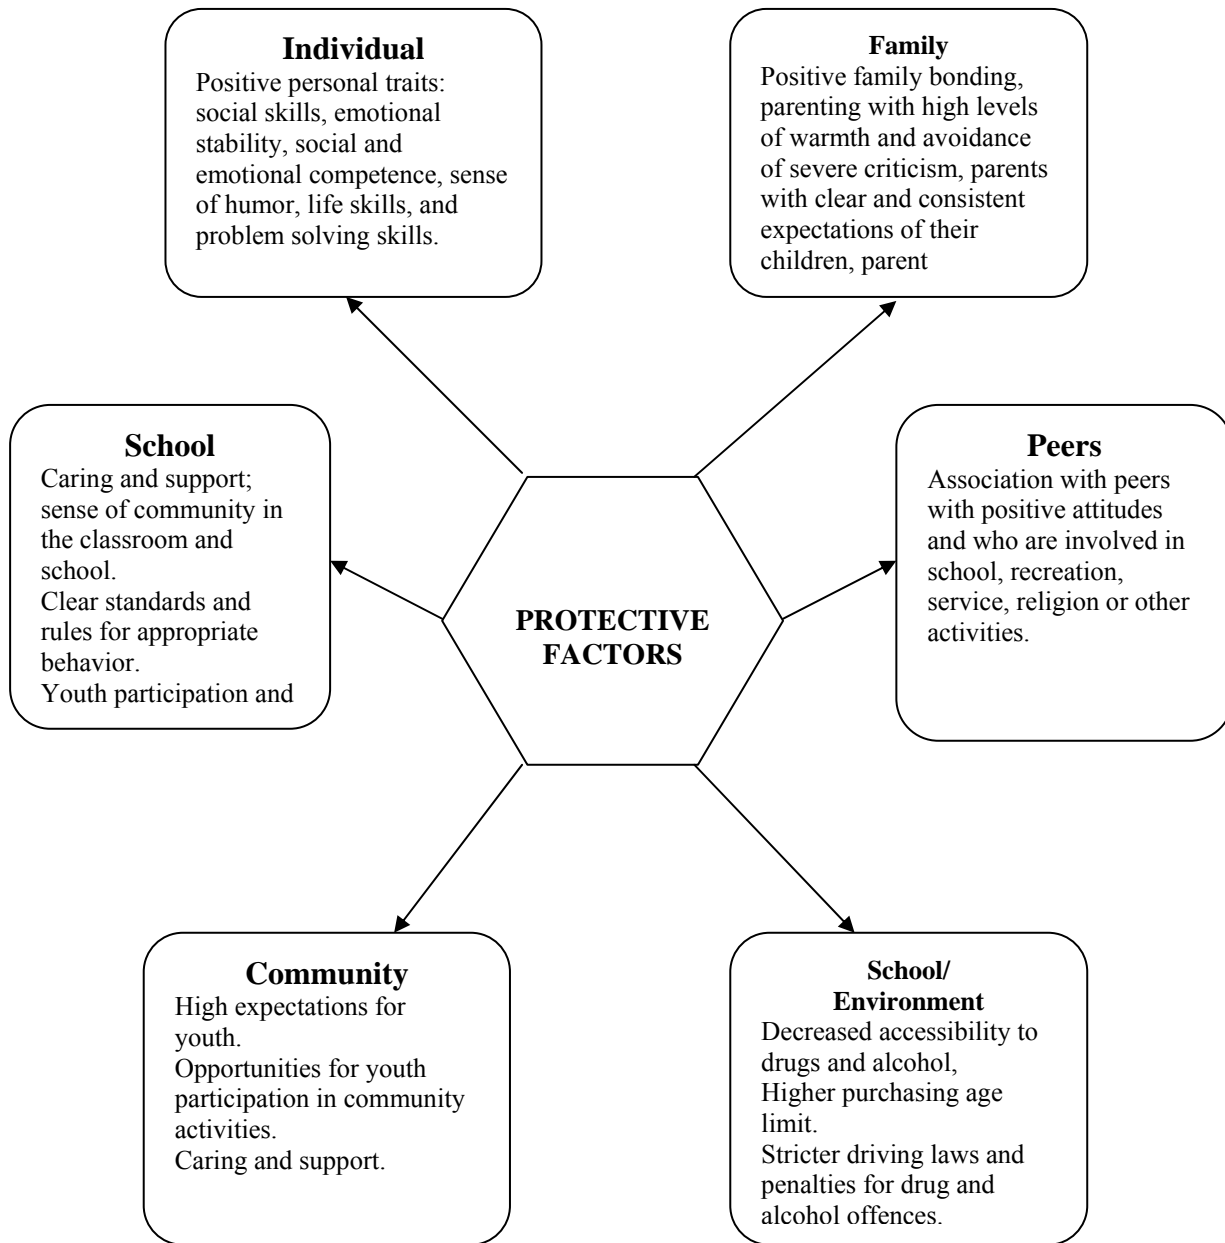 Individual
Positive personal traits:
social skills, emotional
stability, social and
emotional competence, sense
of humor, life skills, and
problem solving skills.
Family
Positive family bonding,
parenting with high levels
of warmth and avoidance
of severe criticism, parents
with clear and consistent
expectations of their
children, parent
School
Caring and support;
sense of community in
the classroom and
school.
Clear standards and
rules for appropriate
behavior.
Youth participation and
PROTECTIVE
FACTORS
Peers
Association with peers
with positive attitudes
and who are involved in
school, recreation,
service, religion or other
activities.
Community
High expectations for
youth.
Opportunities for youth
participation in community
activities.
Caring and support.
School/
Environment
Decreased accessibility to
drugs and alcohol,
Higher purchasing age
limit.
Stricter driving laws and
penalties for drug and
alcohol offences.